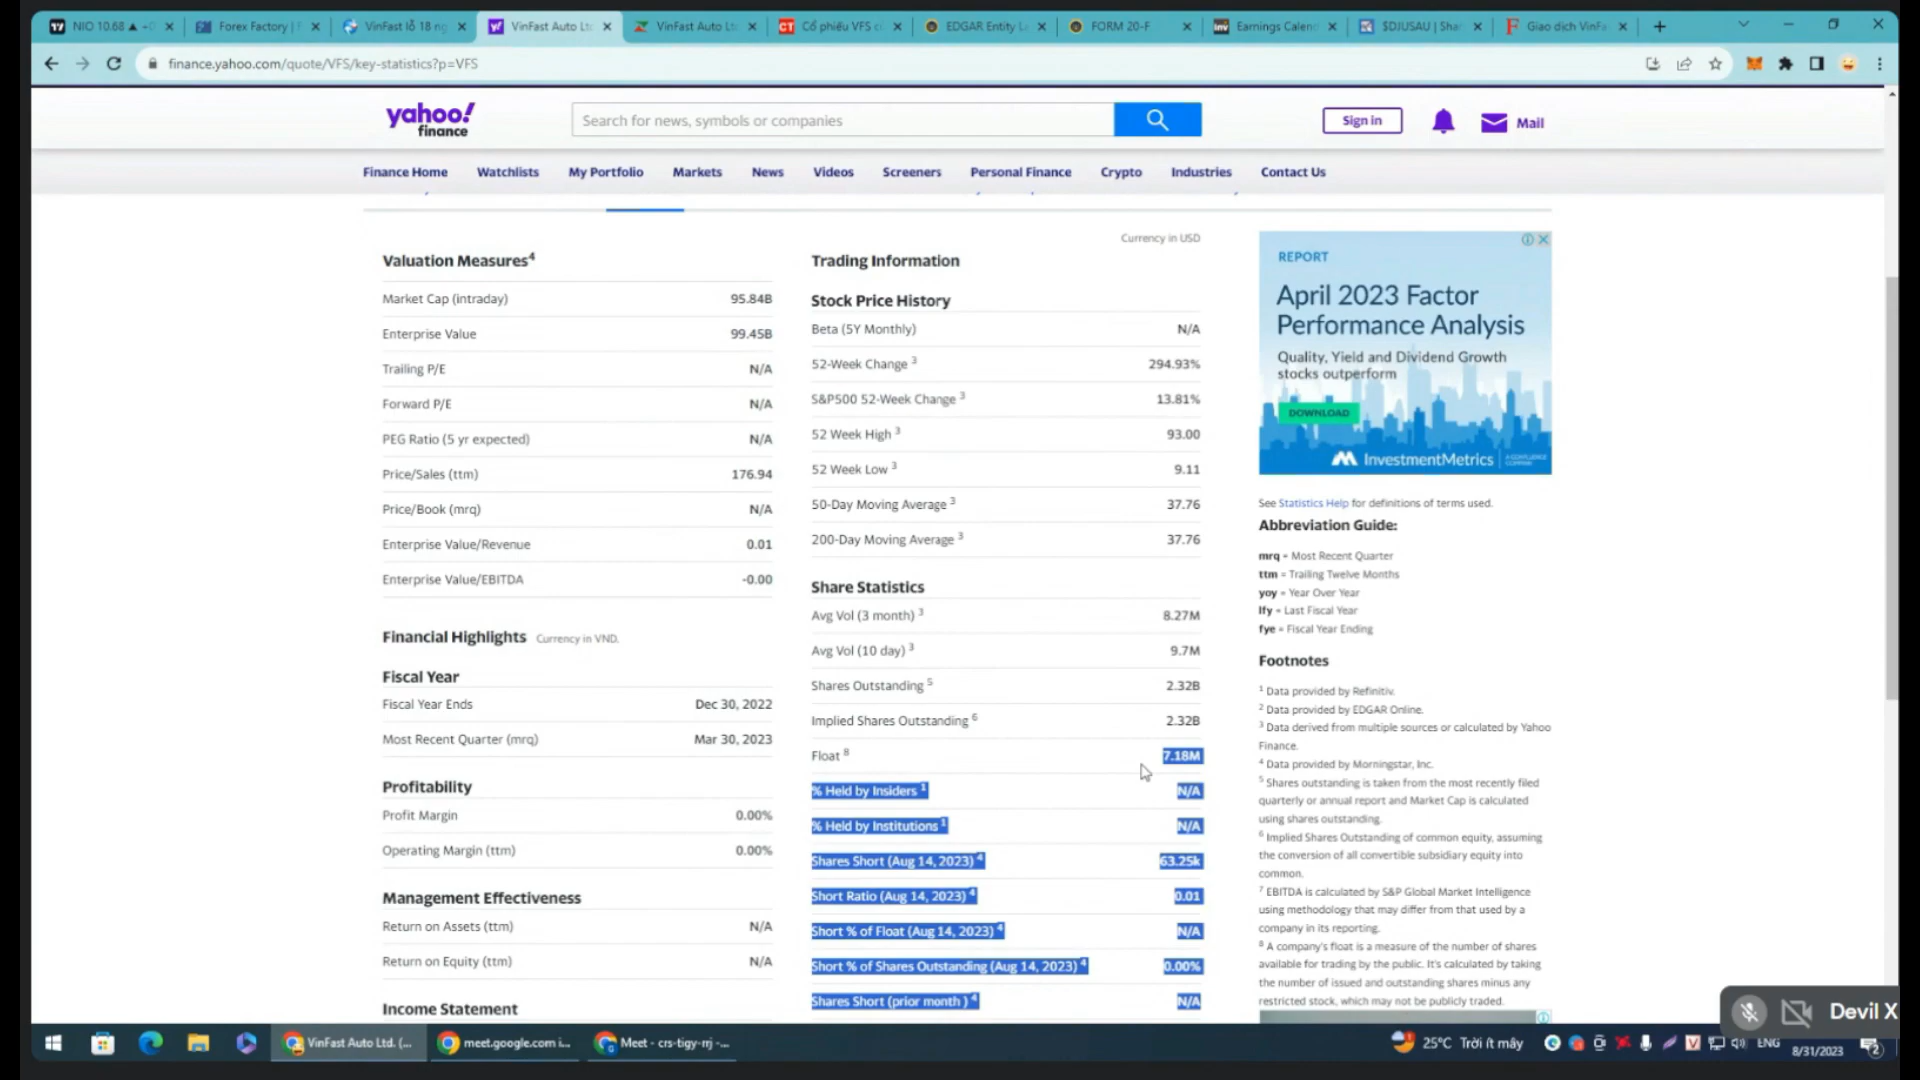 NIO 10.68 ▲
Forex Factory |
VinFast lỗ 18 ng
VinFast Auto Lt
VinFast Auto Lt
Cổ phiếu VFS c
EDGAR Entity L
FORM 20-F
Earnings Calen
$DJUSAU | Sha
Giao dịch VinFa
finance.yahoo.com/quote/VFS/key-statistics?p=VFS
yahoo!
finance
Search for news, symbols or companies
Sign in
Mail
Finance Home
Watchlists
My Portfolio
Markets
News
Videos
Screeners
Personal Finance
Crypto
Industries
Contact Us
Currency in USD
Valuation Measures4
Market Cap (intraday) 95.84B
Enterprise Value 99.45B
Trailing P/E N/A
Forward P/E N/A
PEG Ratio (5 yr expected) N/A
Price/Sales (ttm) 176.94
Price/Book (mrq) N/A
Enterprise Value/Revenue 0.01
Enterprise Value/EBITDA -0.00
Financial Highlights Currency in VND.
Fiscal Year
Fiscal Year Ends Dec 30, 2022
Most Recent Quarter (mrq) Mar 30, 2023
Profitability
Profit Margin 0.00%
Operating Margin (ttm) 0.00%
Management Effectiveness
Return on Assets (ttm) N/A
Return on Equity (ttm) N/A
Income Statement
Trading Information
Stock Price History
Beta (5Y Monthly) N/A
52-Week Change 3 294.93%
S&P500 52-Week Change 3 13.81%
52 Week High 3 93.00
52 Week Low 3 9.11
50-Day Moving Average 3 37.76
200-Day Moving Average 3 37.76
Share Statistics
Avg Vol (3 month) 3 8.27M
Avg Vol (10 day) 3 9.7M
Shares Outstanding 5 2.32B
Implied Shares Outstanding 6 2.32B
Float 8 7.18M
% Held by Insiders 1 N/A
% Held by Institutions 1 N/A
Shares Short (Aug 14, 2023) 4 63.25k
Short Ratio (Aug 14, 2023) 4 0.01
Short % of Float (Aug 14, 2023) 4 N/A
Short % of Shares Outstanding (Aug 14, 2023) 4 0.00%
Shares Short (prior month ) 4 N/A
REPORT
April 2023 Factor
Performance Analysis
Quality, Yield and Dividend Growth
stocks outperform
DOWNLOAD
InvestmentMetrics
See Statistics Help for definitions of terms used.
Abbreviation Guide:
mrq = Most Recent Quarter
ttm = Trailing Twelve Months
yoy = Year Over Year
lfy = Last Fiscal Year
fye = Fiscal Year Ending
Footnotes
1 Data provided by Refinitiv.
2 Data provided by EDGAR Online.
3 Data derived from multiple sources or calculated by Yahoo
Finance.
4 Data provided by Morningstar, Inc.
5 Shares outstanding is taken from the most recently filed
quarterly or annual report and Market Cap is calculated
using shares outstanding.
6 Implied Shares Outstanding of common equity, assuming
the conversion of all convertible subsidiary equity into
common.
7 EBITDA is calculated by S&P Global Market Intelligence
using methodology that may differ from that used by a
company in its reporting.
8 A company's float is a measure of the number of shares
available for trading by the public. It's calculated by taking
the number of issued and outstanding shares minus any
restricted stock, which may not be publicly traded.
Devil X
VinFast Auto Ltd. (...
meet.google.com i...
Meet - crs-tigy-rrj -...
25°C Trời ít mây
ENG
8/31/2023
2